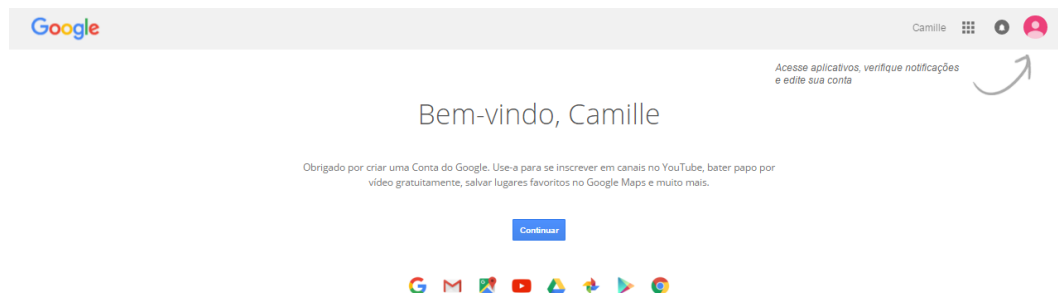 Google
Camille
Acesse aplicativos, verifique notificações
e edite sua conta
Bem-vindo, Camille
Obrigado por criar uma Conta do Google. Use-a para se inscrever em canais no YouTube, bater papo por
vídeo gratuitamente, salvar lugares favoritos no Google Maps e muito mais.
Continuar